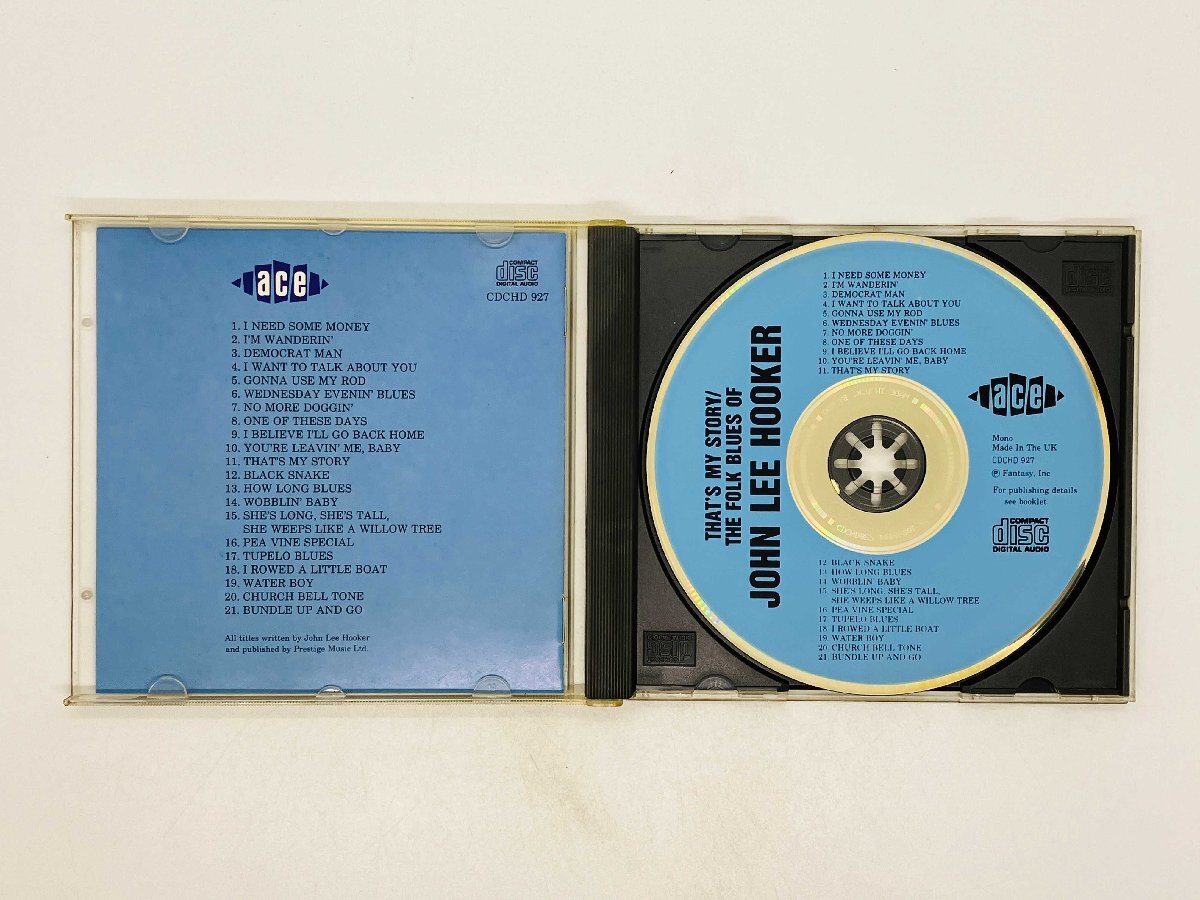 ace
COMPACT
disc
DIGITAL AUDIO
CDCHD 927
1. I NEED SOME MONEY
2. I'M WANDERIN'
3. DEMOCRAT MAN
4. I WANT TO TALK ABOUT YOU
5. GONNA USE MY ROD
6. WEDNESDAY EVENIN' BLUES
7. NO MORE DOGGIN'
8. ONE OF THESE DAYS
9. I BELIEVE I'LL GO BACK HOME
10. YOU'RE LEAVIN' ME, BABY
11. THAT'S MY STORY
12. BLACK SNAKE
13. HOW LONG BLUES
14. WOBBLIN' BABY
15. SHE'S LONG, SHE'S TALL,
SHE WEEPS LIKE A WILLOW TREE
16. PEA VINE SPECIAL
17. TUPELO BLUES
18. I ROWED A LITTLE BOAT
19. WATER BOY
20. CHURCH BELL TONE
21. BUNDLE UP AND GO
All titles written by John Lee Hooker
and published by Prestige Music Ltd.
THAT'S MY STORY/
THE FOLK BLUES OF
JOHN LEE HOOKER
1. I NEED SOME MONEY
2. I'M WANDERIN'
3. DEMOCRAT MAN
4. I WANT TO TALK ABOUT YOU
5. GONNA USE MY ROD
6. WEDNESDAY EVENIN' BLUES
7. NO MORE DOGGIN'
8. ONE OF THESE DAYS
9. I BELIEVE I'LL GO BACK HOME
10. YOU'RE LEAVIN' ME, BABY
11. THAT'S MY STORY
ace
Mono
Made In The UK
CDCHD 927
℗ Fantasy, Inc
For publishing details
see booklet
COMPACT
disc
DIGITAL AUDIO
12. BLACK SNAKE
13. HOW LONG BLUES
14. WOBBLIN' BABY
15. SHE'S LONG, SHE'S TALL,
SHE WEEPS LIKE A WILLOW TREE
16. PEA VINE SPECIAL
17. TUPELO BLUES
18. I ROWED A LITTLE BOAT
19. WATER BOY
20. CHURCH BELL TONE
21. BUNDLE UP AND GO